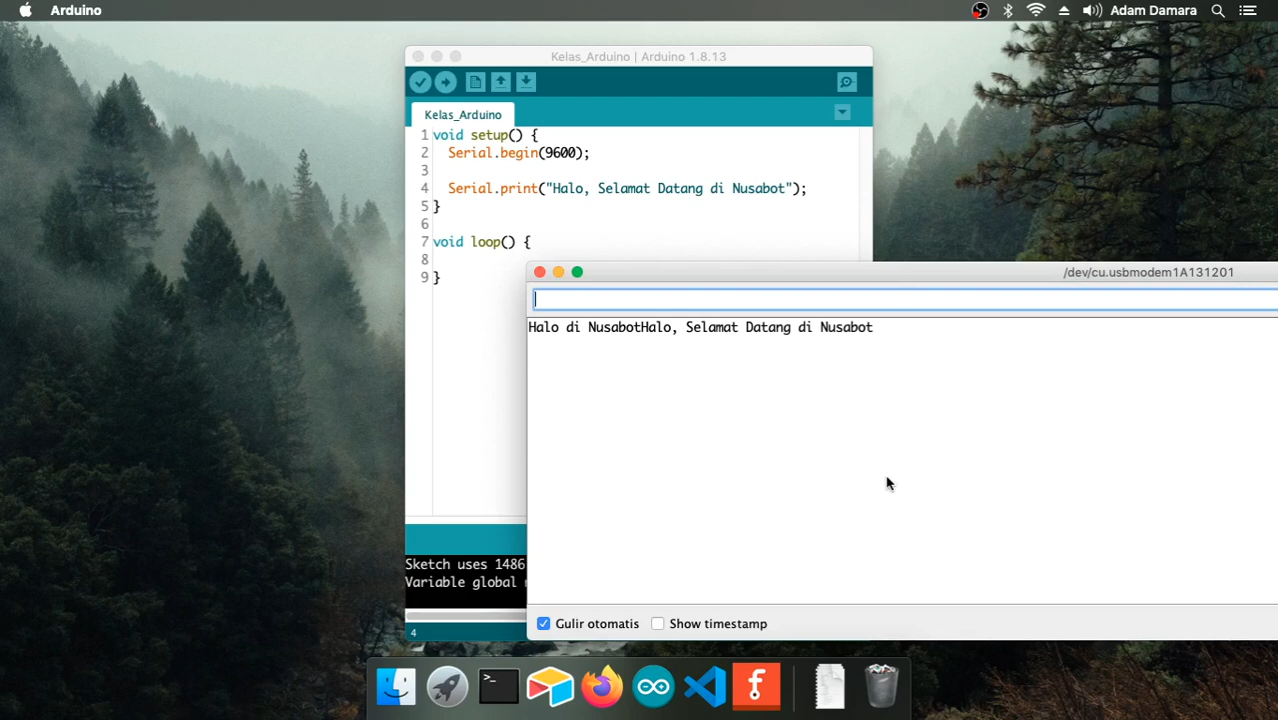 Arduino
Adam Damara
Kelas_Arduino | Arduino 1.8.13
Kelas_Arduino
1 void setup() {
2 Serial.begin(9600);
3
4 Serial.print("Halo, Selamat Datang di Nusabot");
5 }
6
7 void loop() {
8
9 }
/dev/cu.usbmodem1A131201
Halo di NusabotHalo, Selamat Datang di Nusabot
Sketch uses 1486
Variable global
Gulir otomatis
Show timestamp
4